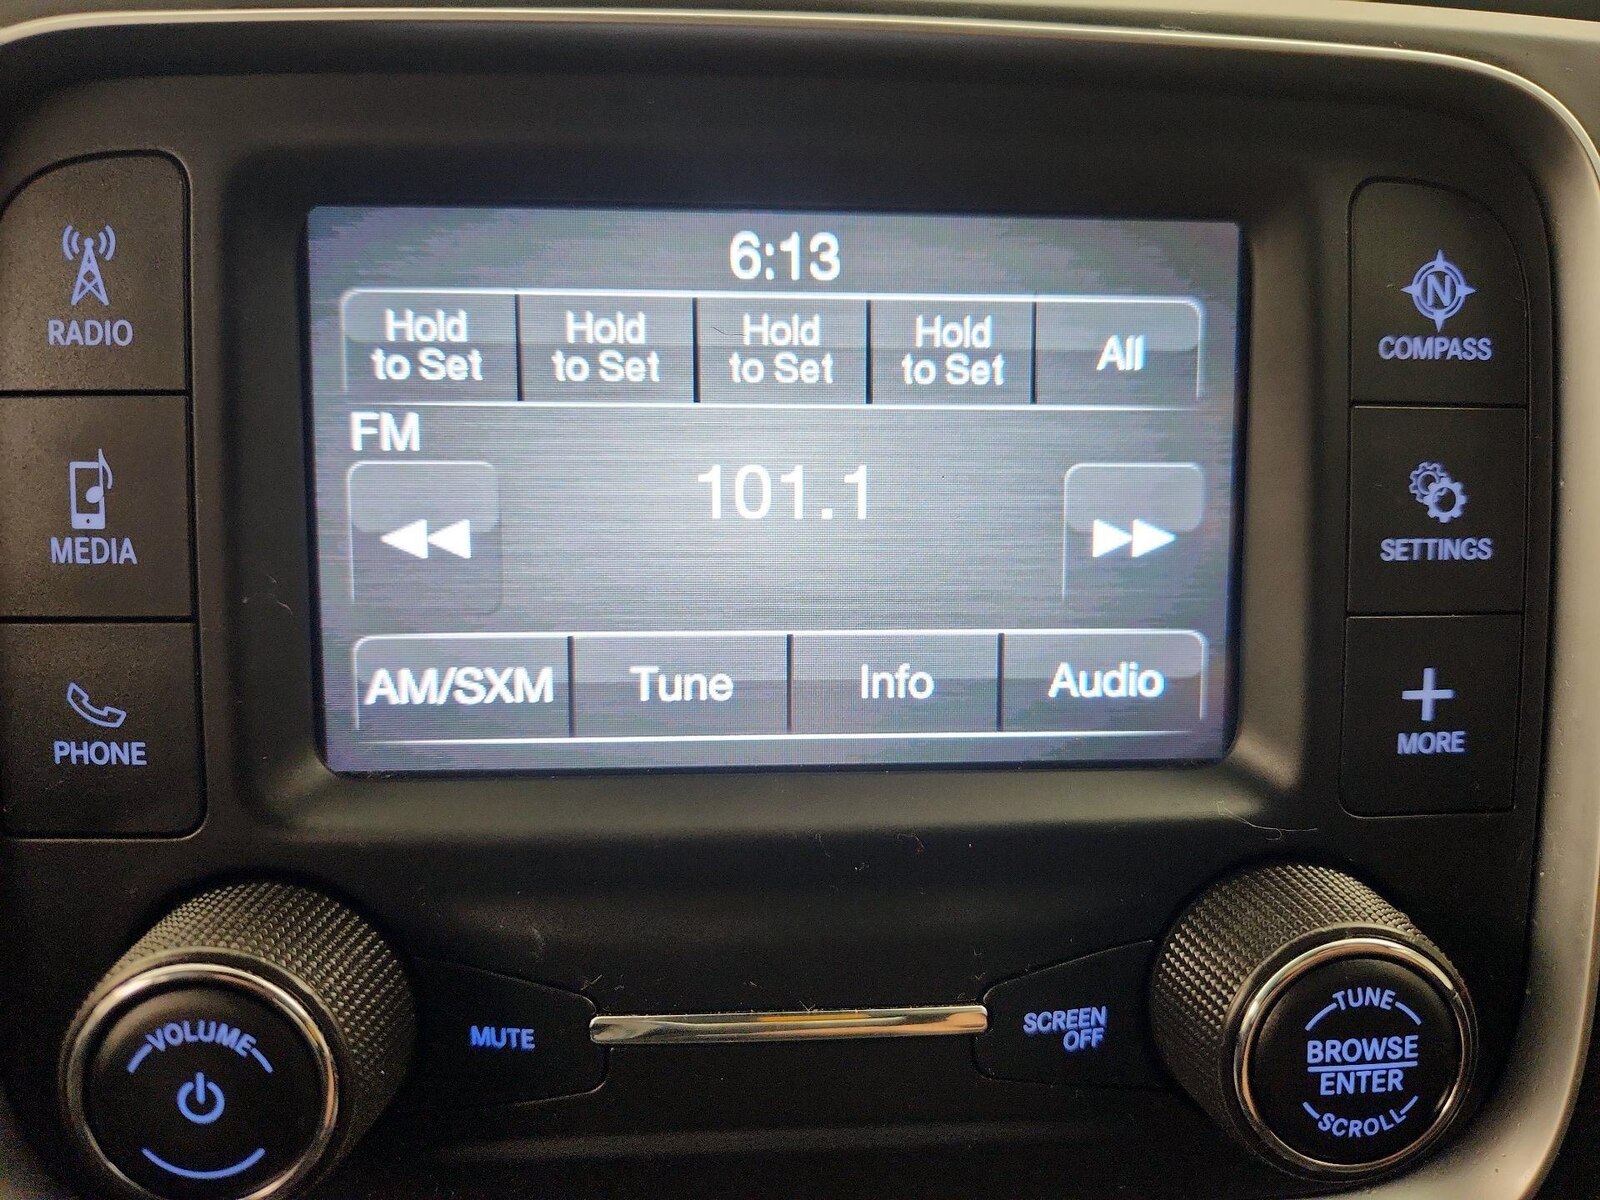 6:13
Hold
to Set
Hold
to Set
Hold
to Set
Hold
to Set
All
FM
101.1
AM/SXM
Tune
Info
Audio
RADIO
MEDIA
PHONE
N
COMPASS
SETTINGS
MORE
VOLUME
MUTE
SCREEN
OFF
TUNE
BROWSE
ENTER
SCROLL